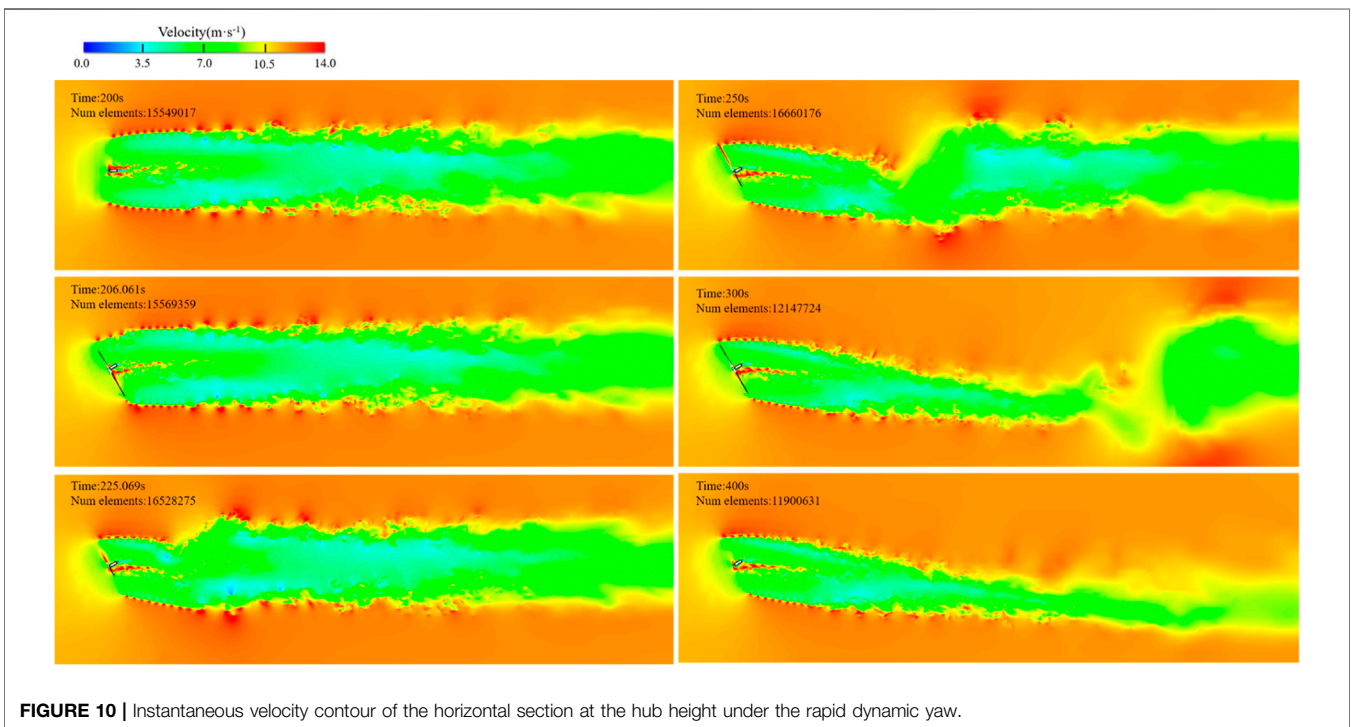 Velocity(m·s⁻¹)
0.0 3.5 7.0 10.5 14.0
Time:200s
Num elements:15549017
Time:206.061s
Num elements:15569359
Time:225.069s
Num elements:16528275
Time:250s
Num elements:16660176
Time:300s
Num elements:12147724
Time:400s
Num elements:11900631
FIGURE 10 | Instantaneous velocity contour of the horizontal section at the hub height under the rapid dynamic yaw.